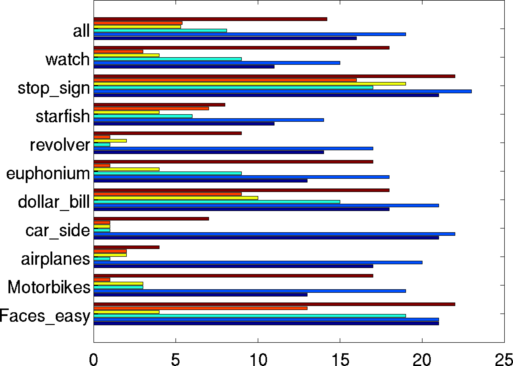 all
watch
stop_sign
starfish
revolver
euphonium
dollar_bill
car_side
airplanes
Motorbikes
Faces_easy
0 5 10 15 20 25